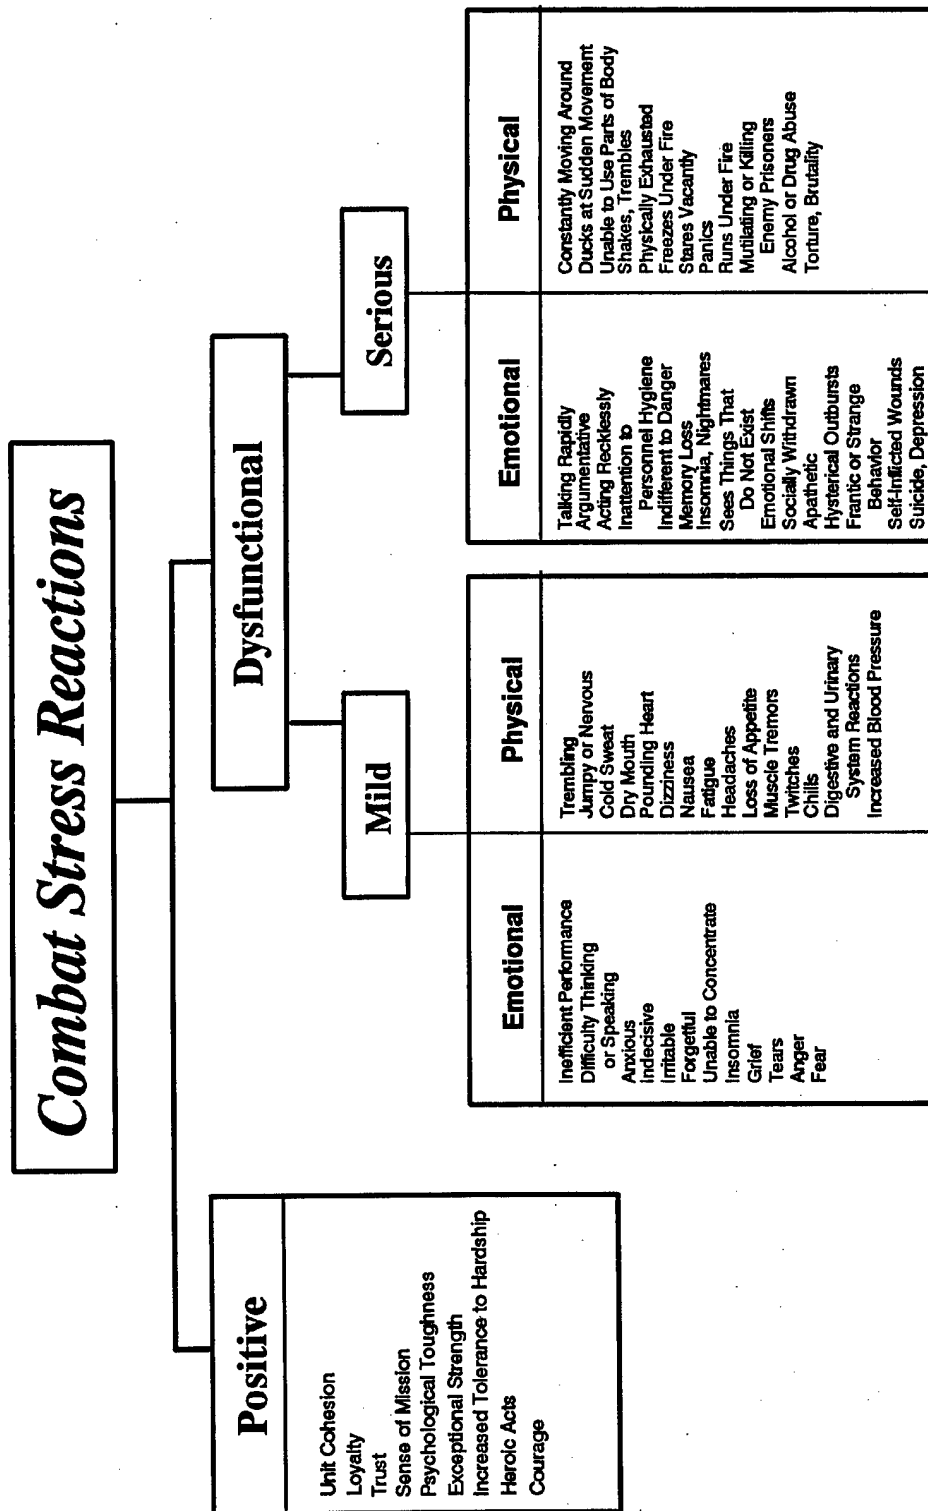 Combat Stress Reactions
Positive
Unit Cohesion
Loyalty
Trust
Sense of Mission
Psychological Toughness
Exceptional Strength
Increased Tolerance to Hardship
Heroic Acts
Courage
Dysfunctional
Mild
Emotional
Inefficient Performance
Difficulty Thinking
or Speaking
Anxious
Indecisive
Irritable
Forgetful
Unable to Concentrate
Insomnia
Grief
Tears
Anger
Fear
Physical
Trembling
Jumpy or Nervous
Cold Sweat
Dry Mouth
Pounding Heart
Dizziness
Nausea
Fatigue
Headaches
Loss of Appetite
Muscle Tremors
Twitches
Chills
Digestive and Urinary
System Reactions
Increased Blood Pressure
Serious
Emotional
Talking Rapidly
Argumentative
Acting Recklessly
Inattention to
Personnel Hygiene
Indifferent to Danger
Memory Loss
Insomnia, Nightmares
Sees Things That
Do Not Exist
Emotional Shifts
Socially Withdrawn
Apathetic
Hysterical Outbursts
Frantic or Strange
Behavior
Self-Inflicted Wounds
Suicide, Depression
Physical
Constantly Moving Around
Ducks at Sudden Movement
Unable to Use Parts of Body
Shakes, Trembles
Physically Exhausted
Freezes Under Fire
Stares Vacantly
Panics
Runs Under Fire
Mutilating or Killing
Enemy Prisoners
Alcohol or Drug Abuse
Torture, Brutality